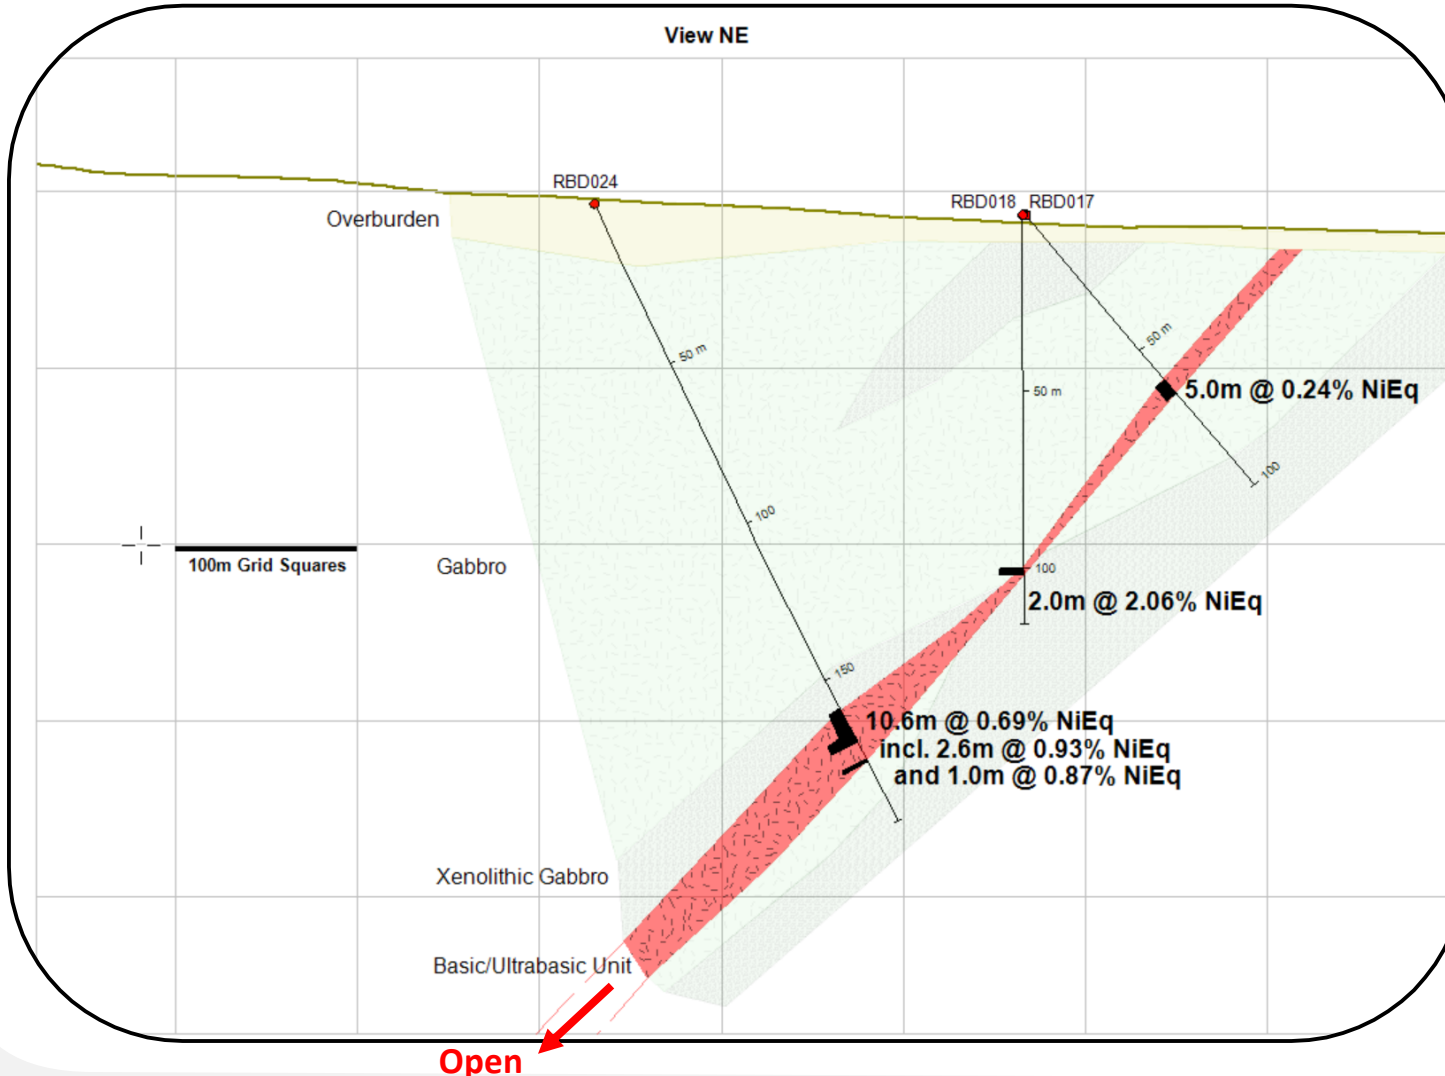 View NE
RBD024
RBD018 RBD017
Overburden
50 m
50 m
50 m
5.0m @ 0.24% NiEq
100
100
100m Grid Squares
Gabbro
100
2.0m @ 2.06% NiEq
150
10.6m @ 0.69% NiEq
incl. 2.6m @ 0.93% NiEq
and 1.0m @ 0.87% NiEq
Xenolithic Gabbro
Basic/Ultrabasic Unit
Open